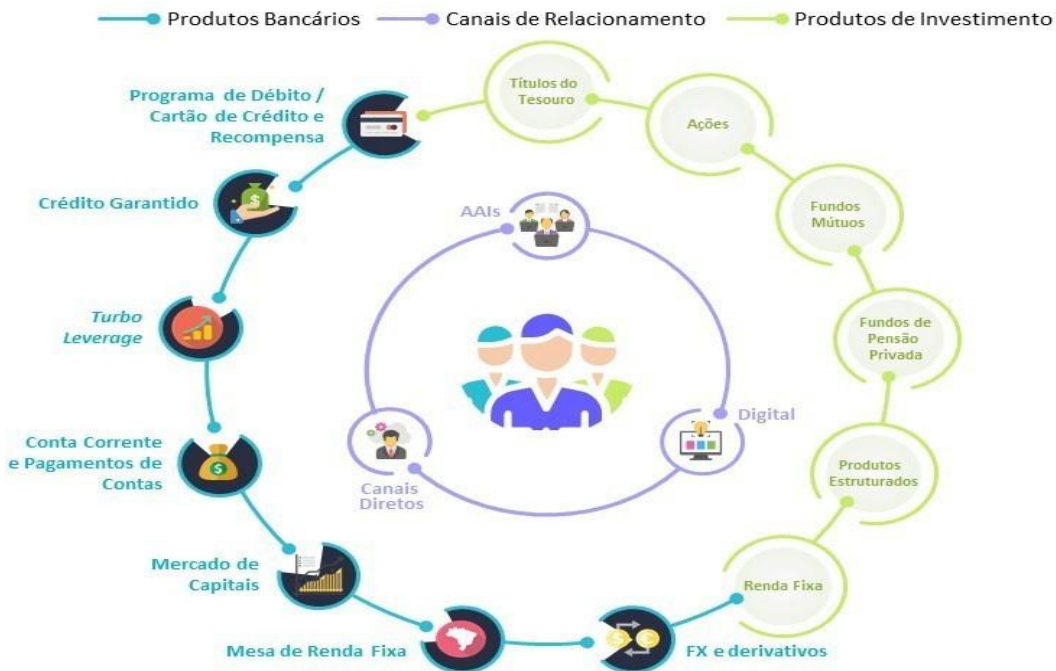 Produtos Bancários
Canais de Relacionamento
Produtos de Investimento
Programa de Débito /
Cartão de Crédito e
Recompensa
Títulos do
Tesouro
Ações
Crédito Garantido
AAIs
Fundos
Mútuos
Turbo
Leverage
Fundos de
Pensão
Privada
Digital
Conta Corrente
e Pagamentos de
Contas
Canais
Diretos
Produtos
Estruturados
Mercado de
Capitais
Renda Fixa
Mesa de Renda Fixa
FX e derivativos